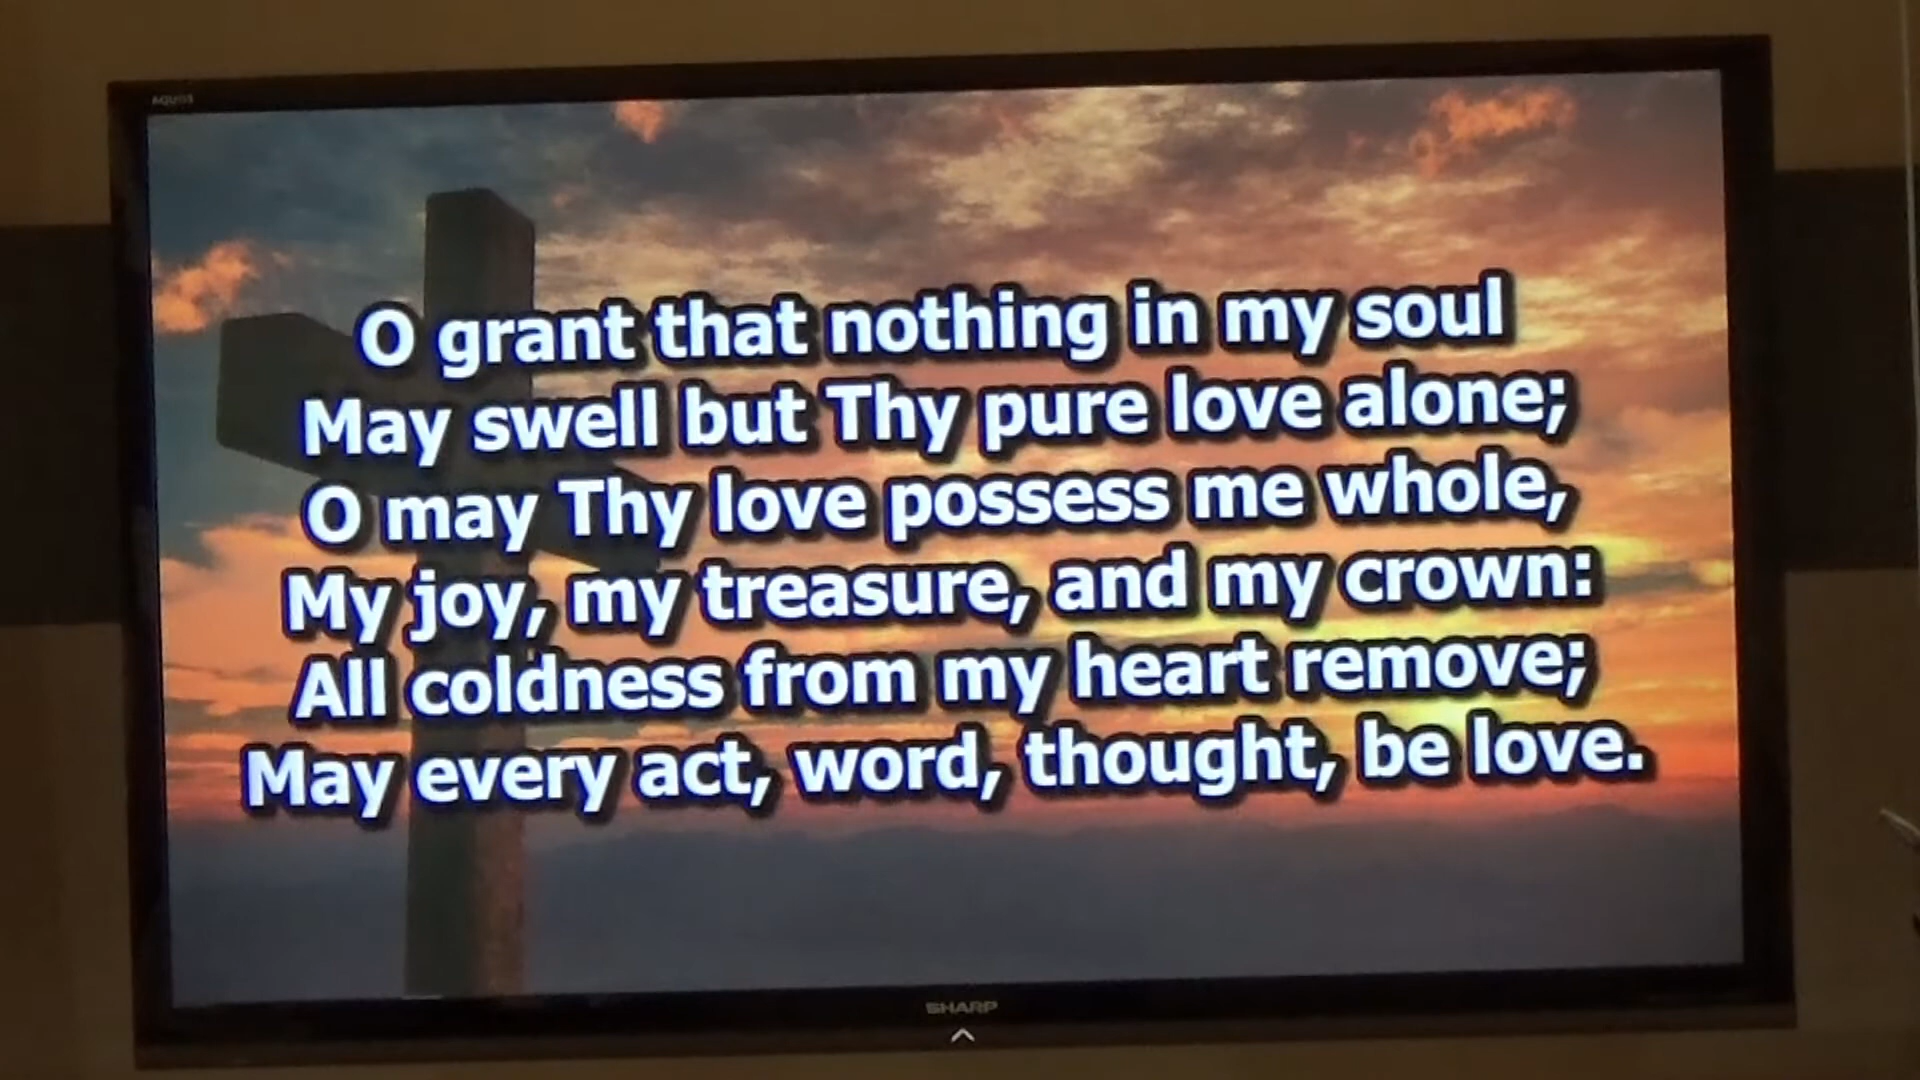 AQUOS
O grant that nothing in my soul
May swell but Thy pure love alone;
O may Thy love possess me whole,
My joy, my treasure, and my crown:
All coldness from my heart remove;
May every act, word, thought, be love.
SHARP